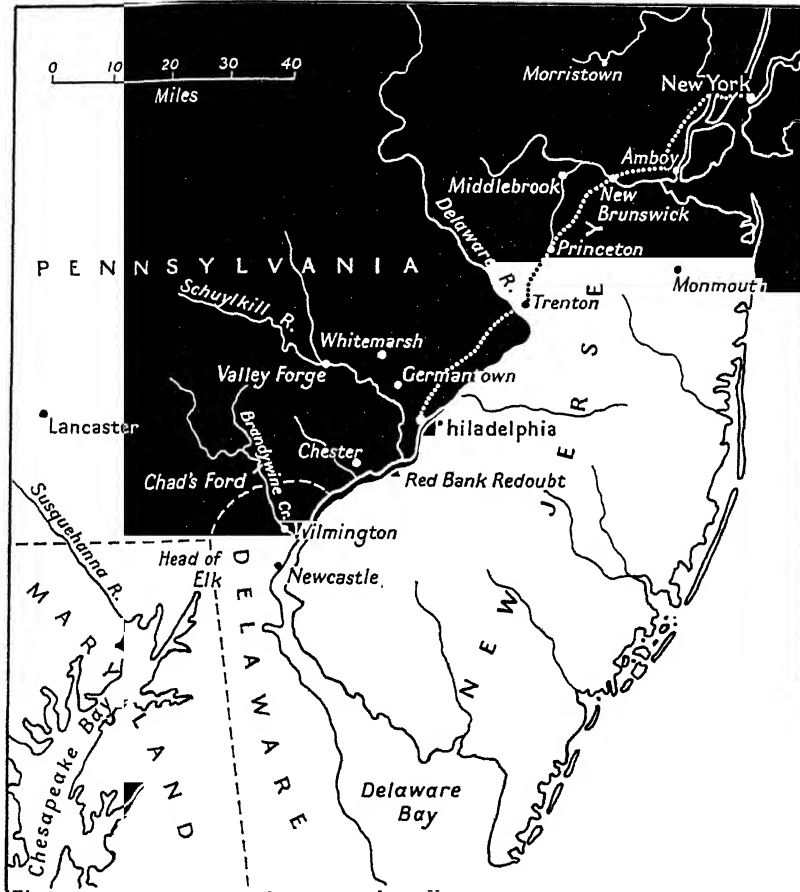 0 10 20 30 40
Miles
Morristown
New York
Amboy
Middlebrook
New
Brunswick
Delaware R.
Princeton
PENNSYLVANIA
Monmout
Schuylkill R.
Trenton
Whitemarsh
Valley Forge
Germantown
NEW JERSEY
Lancaster
Brandywine Cr.
hiladelphia
Chester
Chad's Ford
Red Bank Redoubt
Susquehanna R.
Wilmington
Head of
Elk
Newcastle
MARYLAND
DELAWARE
Chesapeake Bay
Delaware
Bay